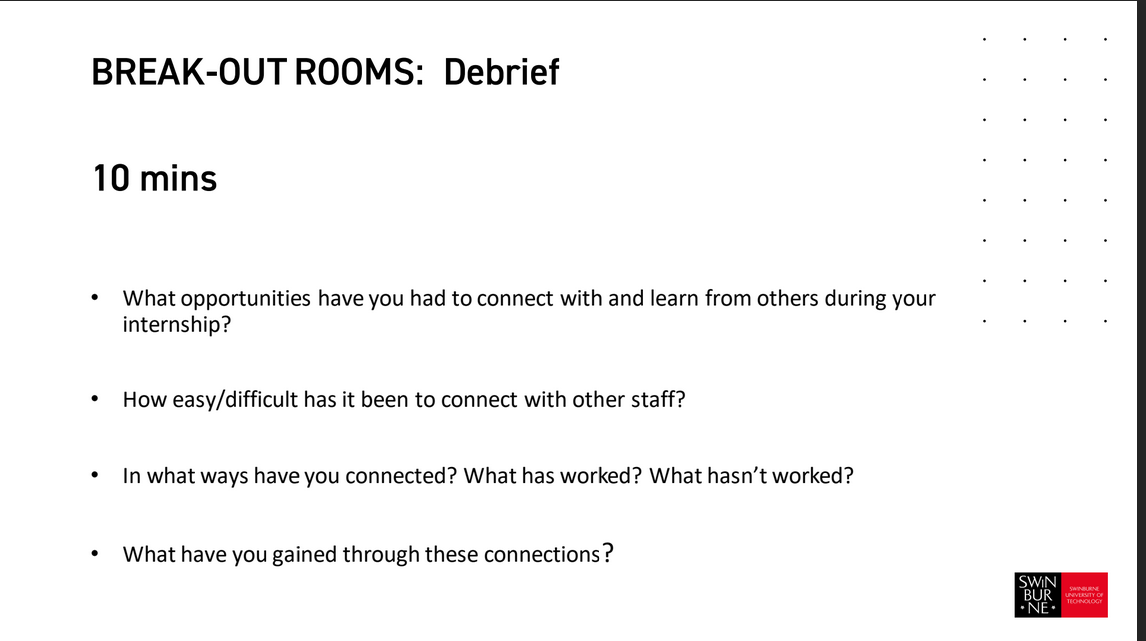 BREAK-OUT ROOMS: Debrief
10 mins
• What opportunities have you had to connect with and learn from others during your
internship?
• How easy/difficult has it been to connect with other staff?
• In what ways have you connected? What has worked? What hasn’t worked?
• What have you gained through these connections?
SWIN
BUR
• NE •
SWINBURNE
UNIVERSITY OF
TECHNOLOGY